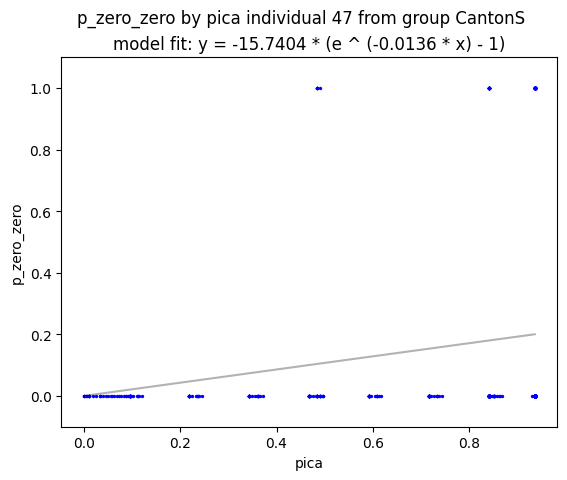 p_zero_zero by pica individual 47 from group CantonS
model fit: y = -15.7404 * (e ^ (-0.0136 * x) - 1)
1.0
0.8
0.6
0.4
0.2
0.0
p_zero_zero
0.0 0.2 0.4 0.6 0.8
pica